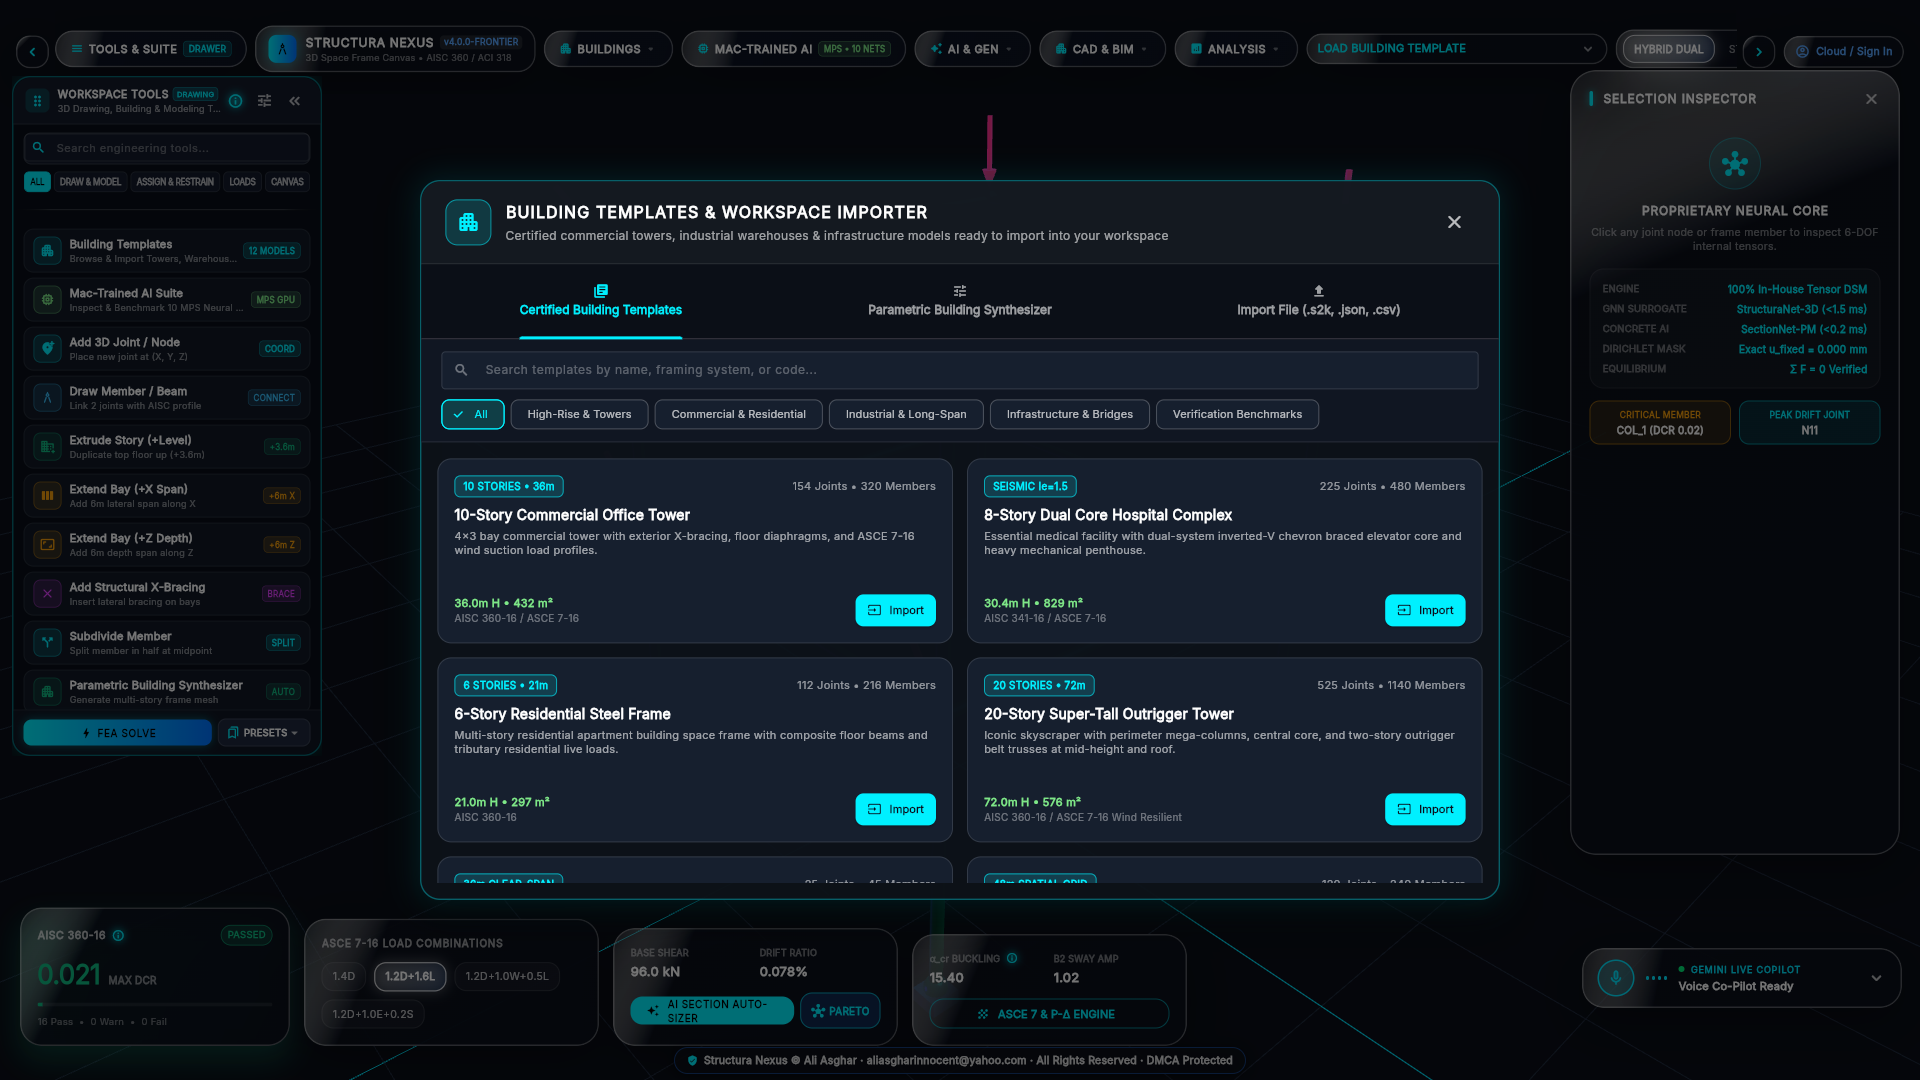 TOOLS & SUITE DRAWER
STRUCTURA NEXUS v4.0.0-FRONTIER
3D Space Frame Canvas • AISC 360 / ACI 318
BUILDINGS
MAC-TRAINED AI MPS • 10 NETS
AI & GEN
CAD & BIM
ANALYSIS
LOAD BUILDING TEMPLATE
HYBRID DUAL
Cloud / Sign In
WORKSPACE TOOLS DRAWING
3D Drawing, Building & Modeling T...
Search engineering tools...
ALL DRAW & MODEL ASSIGN & RESTRAIN LOADS CANVAS
Building Templates
Browse & Import Towers, Warehous...
12 MODELS
Mac-Trained AI Suite
Inspect & Benchmark 10 MPS Neural ...
MPS GPU
Add 3D Joint / Node
Place new joint at (X, Y, Z)
COORD
Draw Member / Beam
Link 2 joints with AISC profile
CONNECT
Extrude Story (+Level)
Duplicate top floor up (+3.6m)
+3.6m
Extend Bay (+X Span)
Add 6m lateral span along X
+6m X
Extend Bay (+Z Depth)
Add 6m depth span along Z
+6m Z
Add Structural X-Bracing
Insert lateral bracing on bays
BRACE
Subdivide Member
Split member in half at midpoint
SPLIT
Parametric Building Synthesizer
Generate multi-story frame mesh
AUTO
FEA SOLVE
PRESETS
BUILDING TEMPLATES & WORKSPACE IMPORTER
Certified commercial towers, industrial warehouses & infrastructure models ready to import into your workspace
Certified Building Templates
Parametric Building Synthesizer
Import File (.s2k, .json, .csv)
Search templates by name, framing system, or code...
All
High-Rise & Towers
Commercial & Residential
Industrial & Long-Span
Infrastructure & Bridges
Verification Benchmarks
10 STORIES • 36m
154 Joints • 320 Members
10-Story Commercial Office Tower
4×3 bay commercial tower with exterior X-bracing, floor diaphragms, and ASCE 7-16
wind suction load profiles.
36.0m H • 432 m²
AISC 360-16 / ASCE 7-16
Import
SEISMIC Ie=1.5
225 Joints • 480 Members
8-Story Dual Core Hospital Complex
Essential medical facility with dual-system inverted-V chevron braced elevator core and
heavy mechanical penthouse.
30.4m H • 829 m²
AISC 341-16 / ASCE 7-16
Import
6 STORIES • 21m
112 Joints • 216 Members
6-Story Residential Steel Frame
Multi-story residential apartment building space frame with composite floor beams and
tributary residential live loads.
21.0m H • 297 m²
AISC 360-16
Import
20 STORIES • 72m
525 Joints • 1140 Members
20-Story Super-Tall Outrigger Tower
Iconic skyscraper with perimeter mega-columns, central core, and two-story outrigger
belt trusses at mid-height and roof.
72.0m H • 576 m²
AISC 360-16 / ASCE 7-16 Wind Resilient
Import
SELECTION INSPECTOR
PROPRIETARY NEURAL CORE
Click any joint node or frame member to inspect 6-DOF
internal tensors.
ENGINE 100% In-House Tensor DSM
GNN SURROGATE StructuraNet-3D (<1.5 ms)
CONCRETE AI SectionNet-PM (<0.2 ms)
DIRICHLET MASK Exact u_fixed = 0.000 mm
EQUILIBRIUM Σ F = 0 Verified
CRITICAL MEMBER
COL_1 (DCR 0.02)
PEAK DRIFT JOINT
N11
AISC 360-16
PASSED
0.021 MAX DCR
16 Pass • 0 Warn • 0 Fail
ASCE 7-16 LOAD COMBINATIONS
1.4D 1.2D+1.6L 1.2D+1.0W+0.5L
1.2D+1.0E+0.2S
BASE SHEAR
96.0 kN
DRIFT RATIO
0.078%
AI SECTION AUTO-
SIZER
PARETO
α_cr BUCKLING
15.40
B2 SWAY AMP
1.02
ASCE 7 & P-Δ ENGINE
GEMINI LIVE COPILOT
Voice Co-Pilot Ready
Structura Nexus © Ali Asghar · aliasgharinnocent@yahoo.com · All Rights Reserved · DMCA Protected